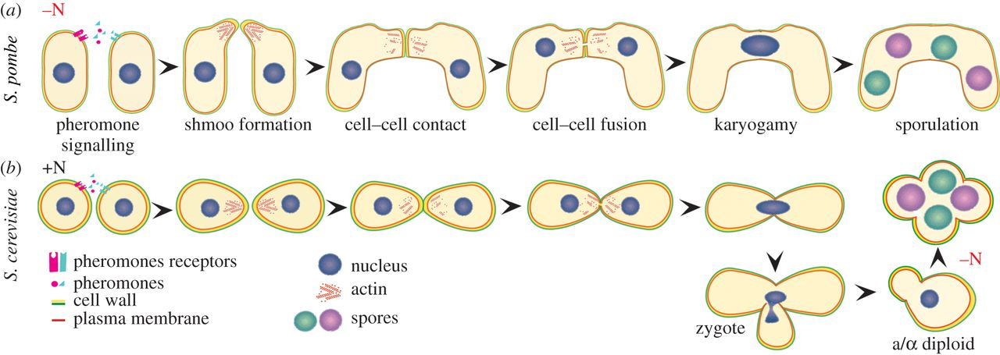 (a)
–N
S. pombe
pheromone
signalling
shmoo formation
cell–cell contact
cell–cell fusion
karyogamy
sporulation
(b)
+N
S. cerevisiae
pheromones receptors
pheromones
cell wall
plasma membrane
nucleus
actin
spores
zygote
–N
a/α diploid